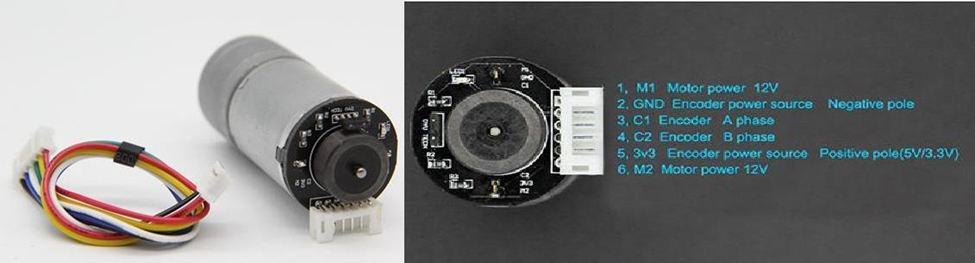 LED1
M1
GND
C1
R2
C2
3V3
M2
1, M1 Motor power 12V
2, GND Encoder power source Negative pole
3, C1 Encoder A phase
4, C2 Encoder B phase
5, 3v3 Encoder power source Positive pole(5V/3.3V)
6, M2 Motor power 12V